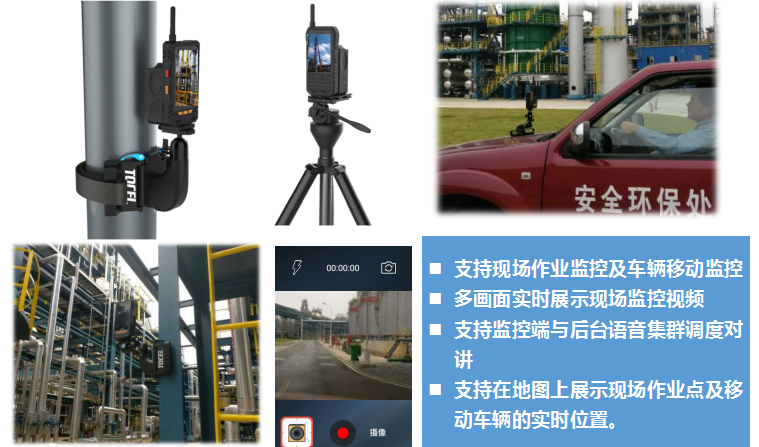 TOCEL
安全环保处
TOCEL
00:00:00
摄像
■ 支持现场作业监控及车辆移动监控
■ 多画面实时展示现场监控视频
■ 支持监控端与后台语音集群调度对
讲
■ 支持在地图上展示现场作业点及移
动车辆的实时位置。